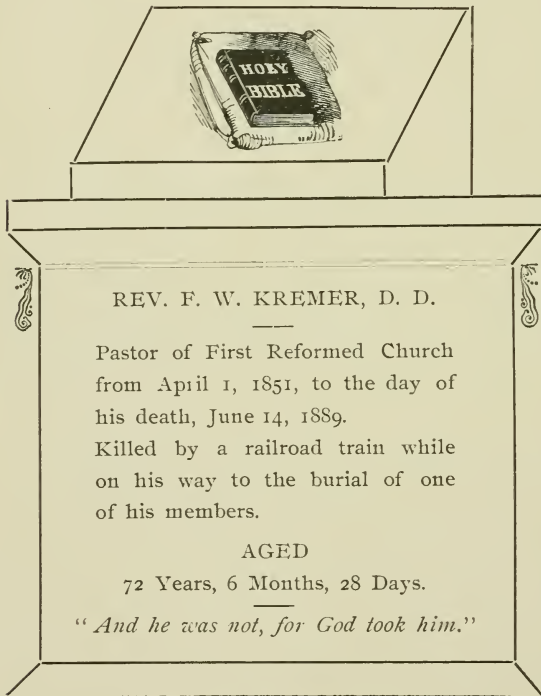 HOLY
BIBLE
REV. F. W. KREMER, D. D.
Pastor of First Reformed Church
from April 1, 1851, to the day of
his death, June 14, 1889.
Killed by a railroad train while
on his way to the burial of one
of his members.
AGED
72 Years, 6 Months, 28 Days.
"And he was not, for God took him."